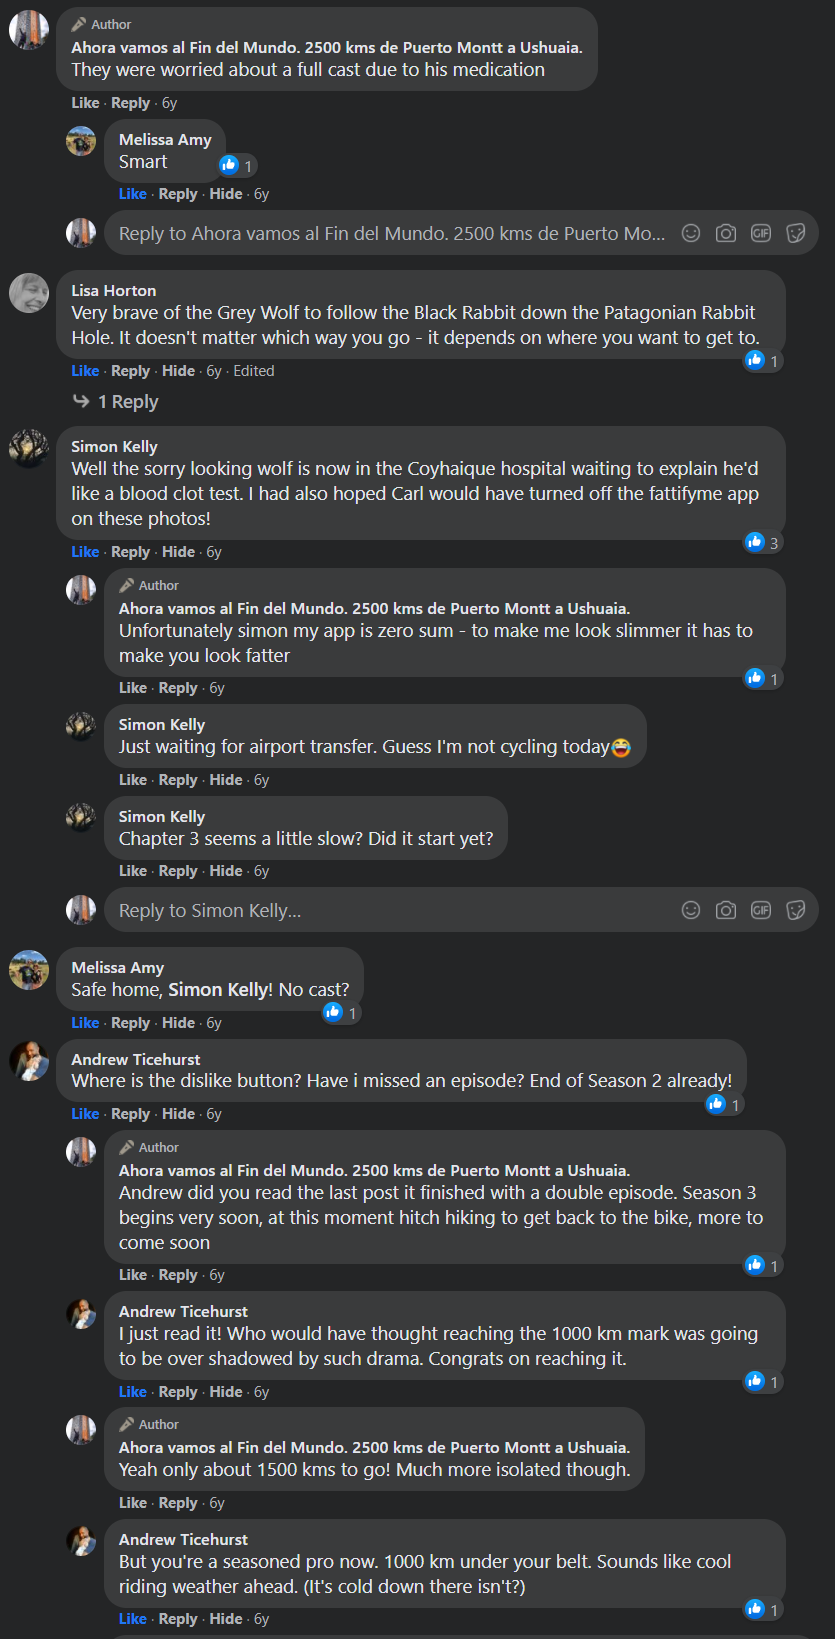 Author
Ahora vamos al Fin del Mundo. 2500 kms de Puerto Montt a Ushuaia.
They were worried about a full cast due to his medication
Like · Reply · 6y
Melissa Amy
Smart
1
Like · Reply · Hide · 6y
Reply to Ahora vamos al Fin del Mundo. 2500 kms de Puerto Mo...
GIF
Lisa Horton
Very brave of the Grey Wolf to follow the Black Rabbit down the Patagonian Rabbit
Hole. It doesn't matter which way you go - it depends on where you want to get to.
1
Like · Reply · Hide · 6y · Edited
1 Reply
Simon Kelly
Well the sorry looking wolf is now in the Coyhaique hospital waiting to explain he'd
like a blood clot test. I had also hoped Carl would have turned off the fattifyme app
on these photos!
3
Like · Reply · Hide · 6y
Author
Ahora vamos al Fin del Mundo. 2500 kms de Puerto Montt a Ushuaia.
Unfortunately simon my app is zero sum - to make me look slimmer it has to
make you look fatter
1
Like · Reply · 6y
Simon Kelly
Just waiting for airport transfer. Guess I'm not cycling today😂
Like · Reply · Hide · 6y
Simon Kelly
Chapter 3 seems a little slow? Did it start yet?
Like · Reply · Hide · 6y
Reply to Simon Kelly...
GIF
Melissa Amy
Safe home, Simon Kelly! No cast?
1
Like · Reply · Hide · 6y
Andrew Ticehurst
Where is the dislike button? Have i missed an episode? End of Season 2 already!
1
Like · Reply · Hide · 6y
Author
Ahora vamos al Fin del Mundo. 2500 kms de Puerto Montt a Ushuaia.
Andrew did you read the last post it finished with a double episode. Season 3
begins very soon, at this moment hitch hiking to get back to the bike, more to
come soon
1
Like · Reply · 6y
Andrew Ticehurst
I just read it! Who would have thought reaching the 1000 km mark was going
to be over shadowed by such drama. Congrats on reaching it.
1
Like · Reply · Hide · 6y
Author
Ahora vamos al Fin del Mundo. 2500 kms de Puerto Montt a Ushuaia.
Yeah only about 1500 kms to go! Much more isolated though.
Like · Reply · 6y
Andrew Ticehurst
But you're a seasoned pro now. 1000 km under your belt. Sounds like cool
riding weather ahead. (It's cold down there isn't?)
1
Like · Reply · Hide · 6y